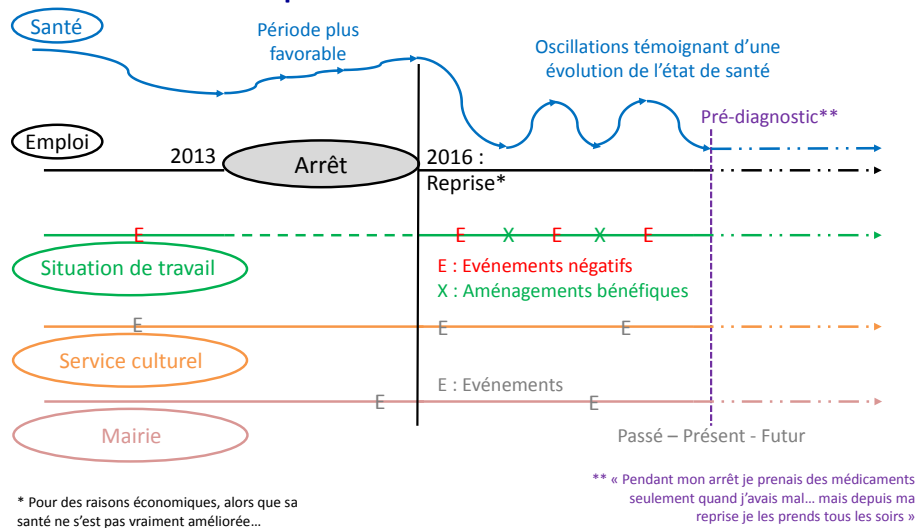 Santé
Période plus
favorable
Oscillations témoignant d'une
évolution de l'état de santé
Pré-diagnostic**
Emploi
2013
Arrêt
2016 :
Reprise*
E
E
X
E
X
E
Situation de travail
E : Evénements négatifs
X : Aménagements bénéfiques
E
E
E
Service culturel
E : Evénements
E
E
Mairie
Passé – Présent - Futur
* Pour des raisons économiques, alors que sa
santé ne s'est pas vraiment améliorée…
** « Pendant mon arrêt je prenais des médicaments
seulement quand j'avais mal… mais depuis ma
reprise je les prends tous les soirs »